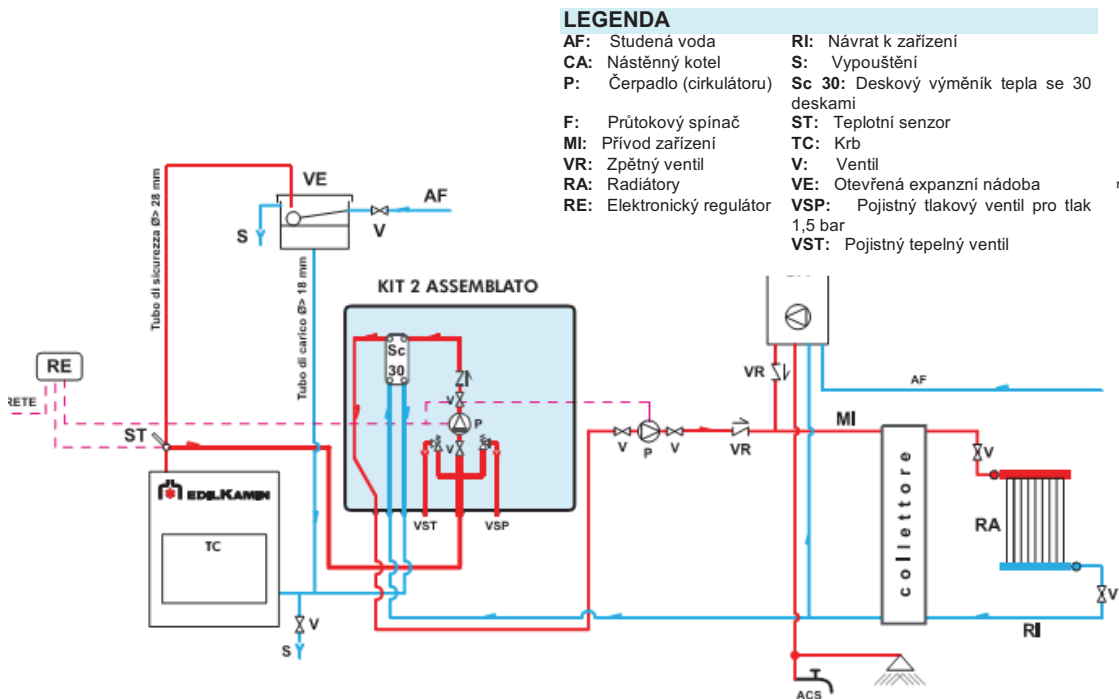 LEGENDA
AF: Studená voda
CA: Nástěnný kotel
P: Čerpadlo (cirkulátoru)
F: Průtokový spínač
MI: Přívod zařízení
VR: Zpětný ventil
RA: Radiátory
RE: Elektronický regulátor
RI: Návrat k zařízení
S: Vypouštění
Sc 30: Deskový výměník tepla se 30
deskami
ST: Teplotní senzor
TC: Krb
V: Ventil
VE: Otevřená expanzní nádoba
VSP: Pojistný tlakový ventil pro tlak
1,5 bar
VST: Pojistný tepelný ventil
VE
AF
S
V
Tubo di sicurezza Ø> 28 mm
Tubo di carico Ø> 18 mm
KIT 2 ASSEMBLATO
Sc
30
V
P
V
VST
VSP
RE
RETE
ST
EDILKAMIN
TC
V
S
V
P
V
VR
VR
AF
MI
collettore
V
RA
V
RI
ACS